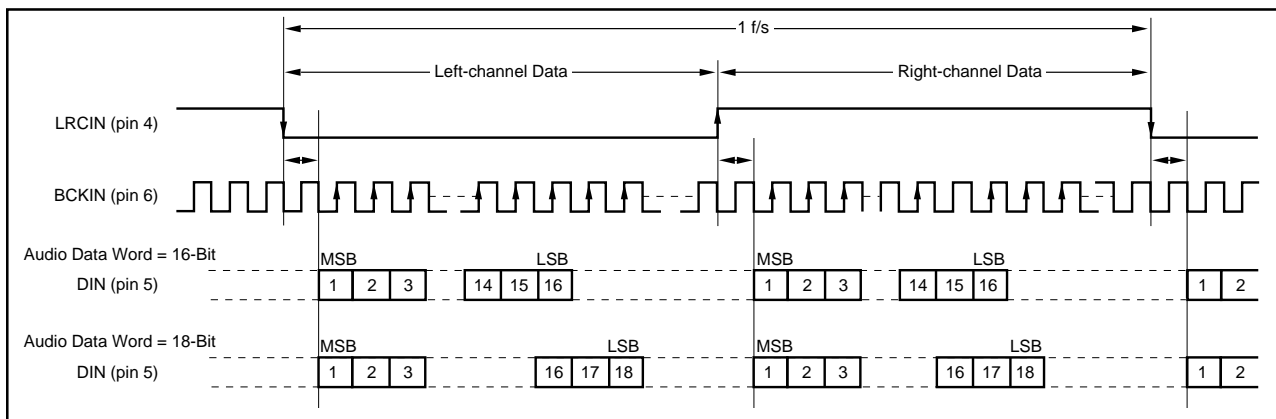 1 f/s
Left-channel Data Right-channel Data
LRCIN (pin 4)
BCKIN (pin 6)
Audio Data Word = 16-Bit
MSB LSB MSB LSB
DIN (pin 5) 1 2 3 14 15 16 1 2 3 14 15 16 1 2
Audio Data Word = 18-Bit
MSB LSB MSB LSB
DIN (pin 5) 1 2 3 16 17 18 1 2 3 16 17 18 1 2